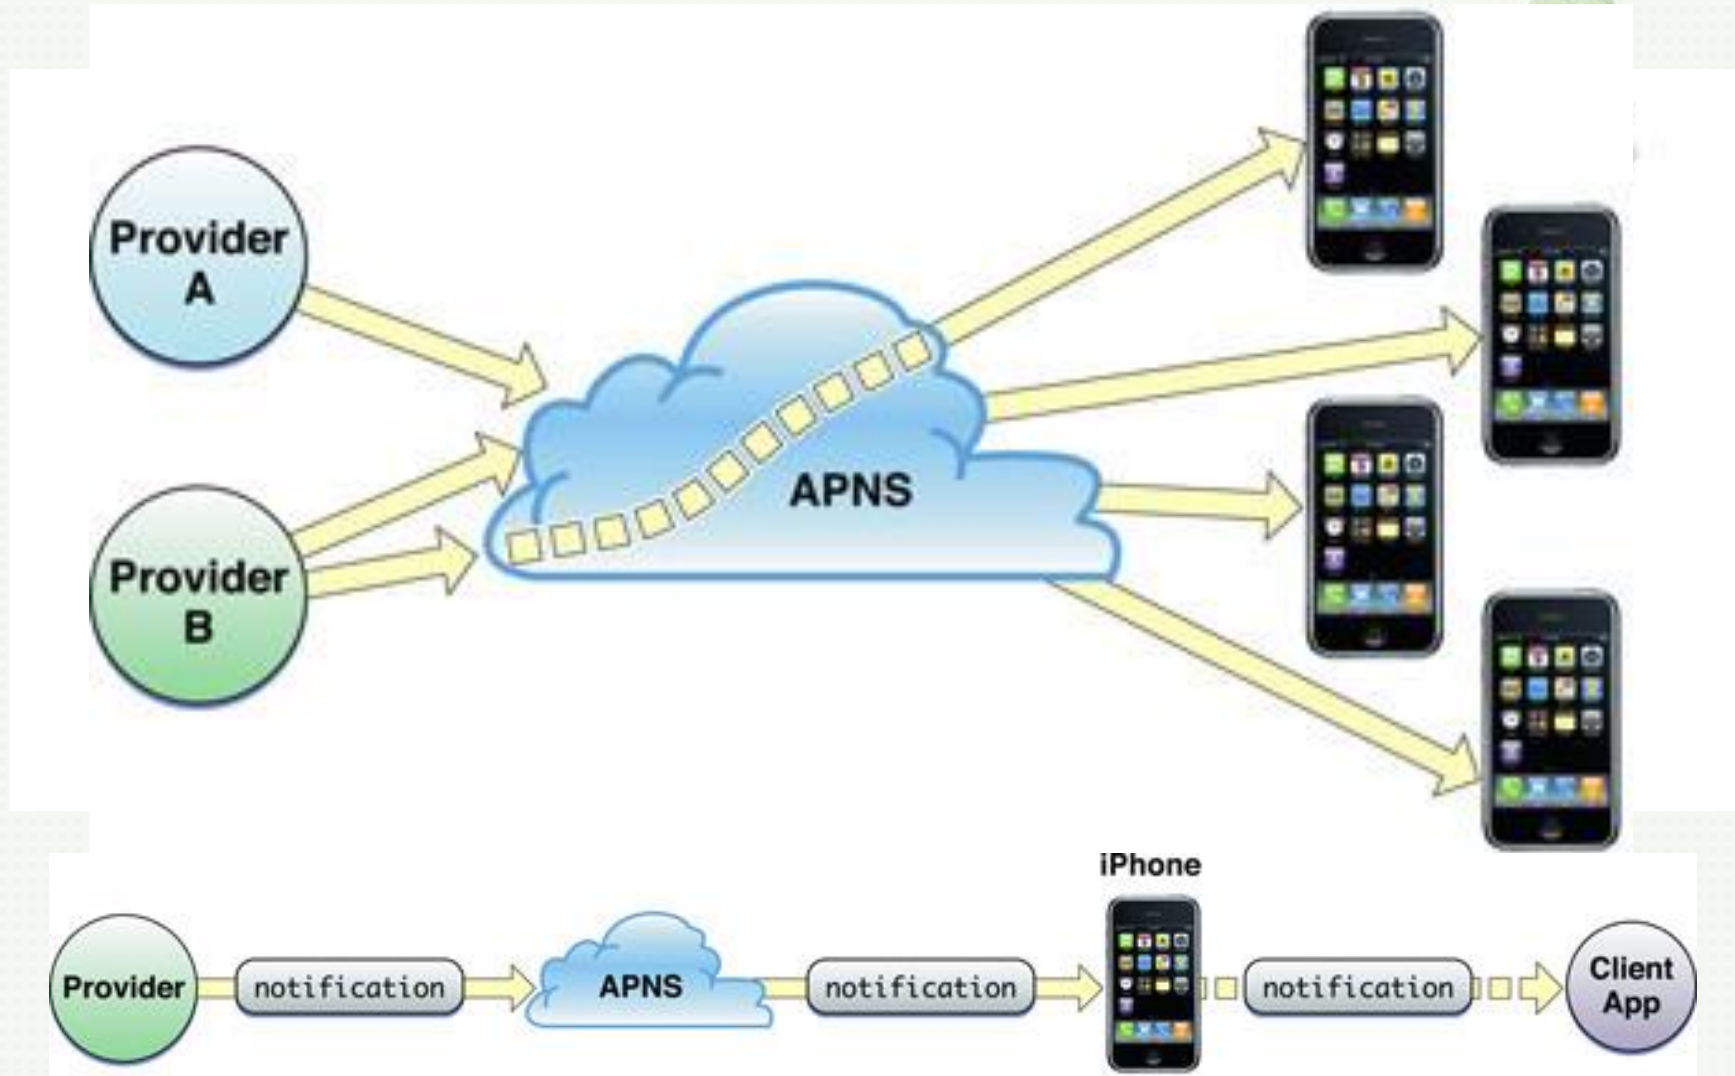 Provider
A
Provider
B
APNS
iPhone
Provider
notification
APNS
notification
notification
Client
App